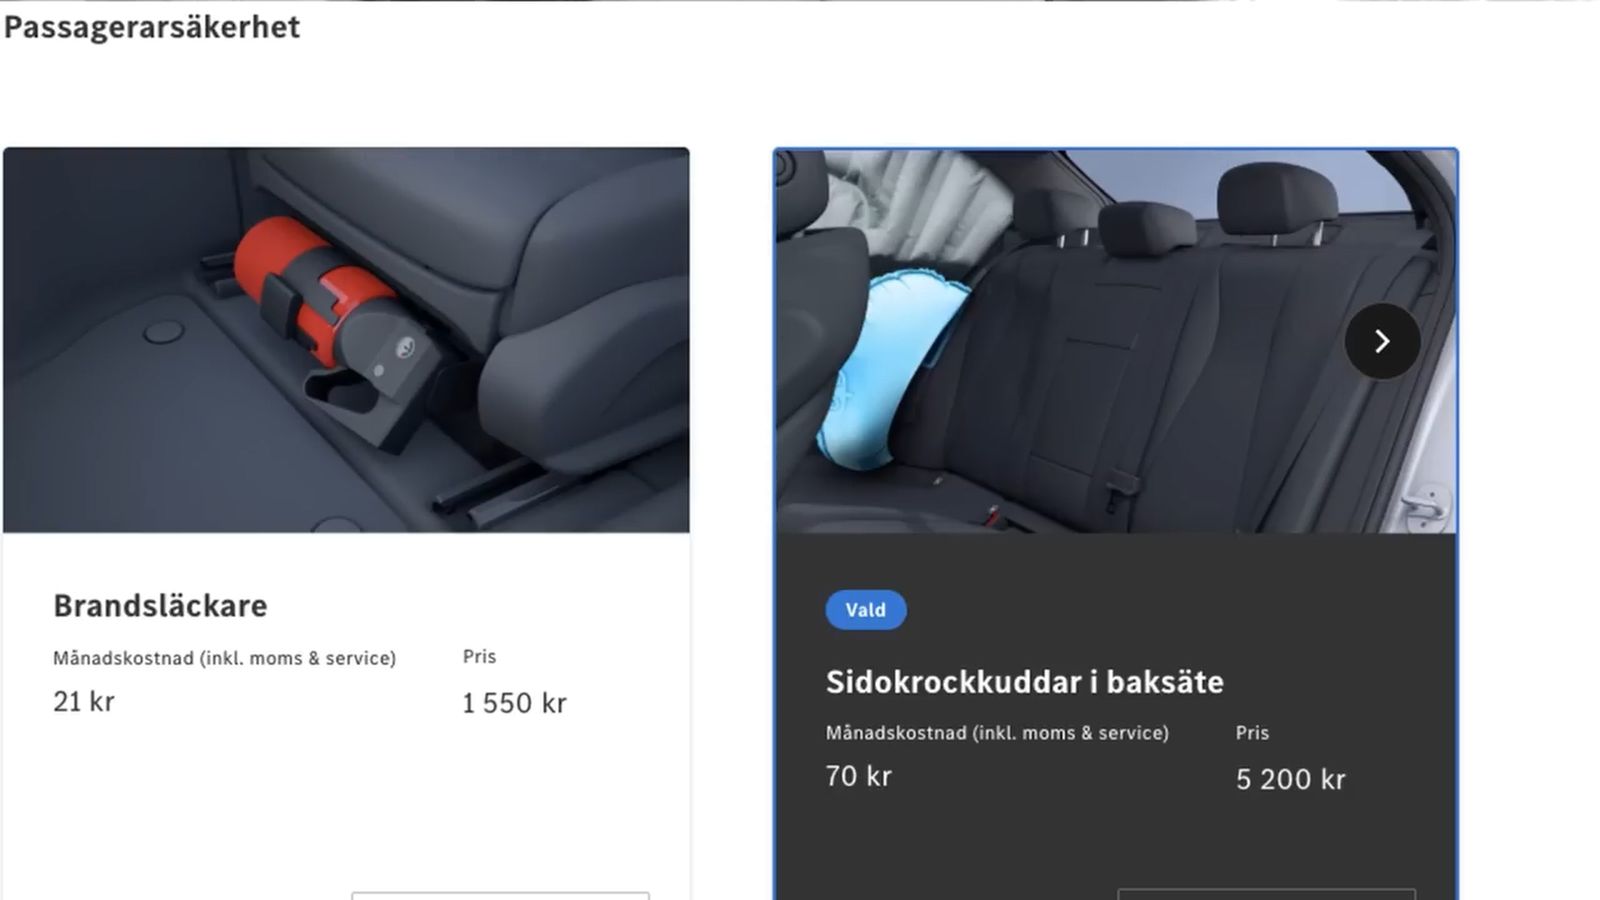 Passagerarsäkerhet
Brandsläckare
Månadskostnad (inkl. moms & service)
Pris
21 kr
1 550 kr
Vald
Sidokrockkuddar i baksäte
Månadskostnad (inkl. moms & service)
Pris
70 kr
5 200 kr